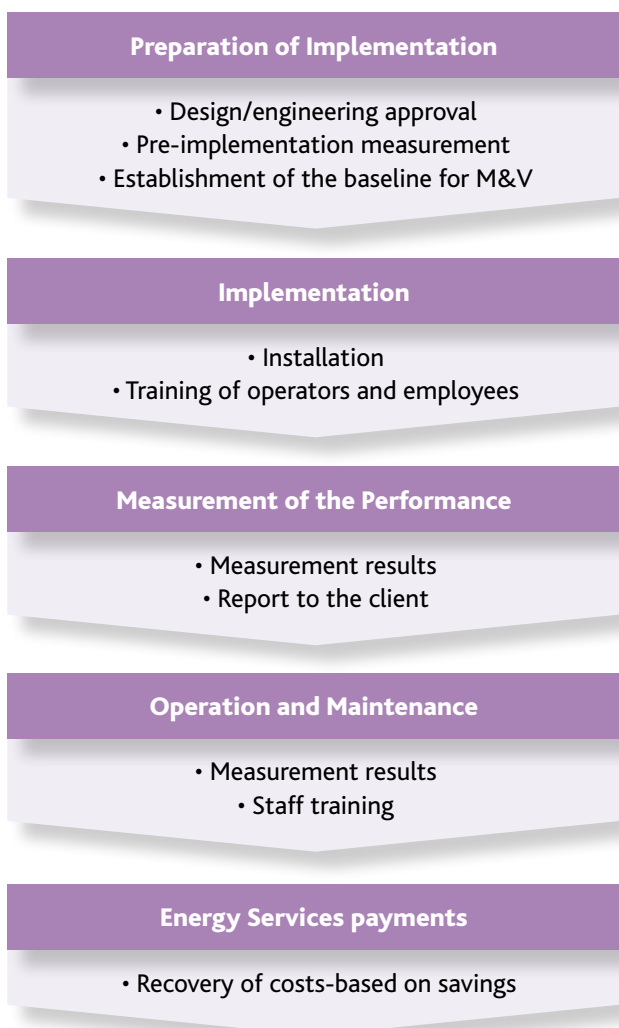 Preparation of Implementation
• Design/engineering approval
• Pre-implementation measurement
• Establishment of the baseline for M&V
Implementation
• Installation
• Training of operators and employees
Measurement of the Performance
• Measurement results
• Report to the client
Operation and Maintenance
• Measurement results
• Staff training
Energy Services payments
• Recovery of costs-based on savings